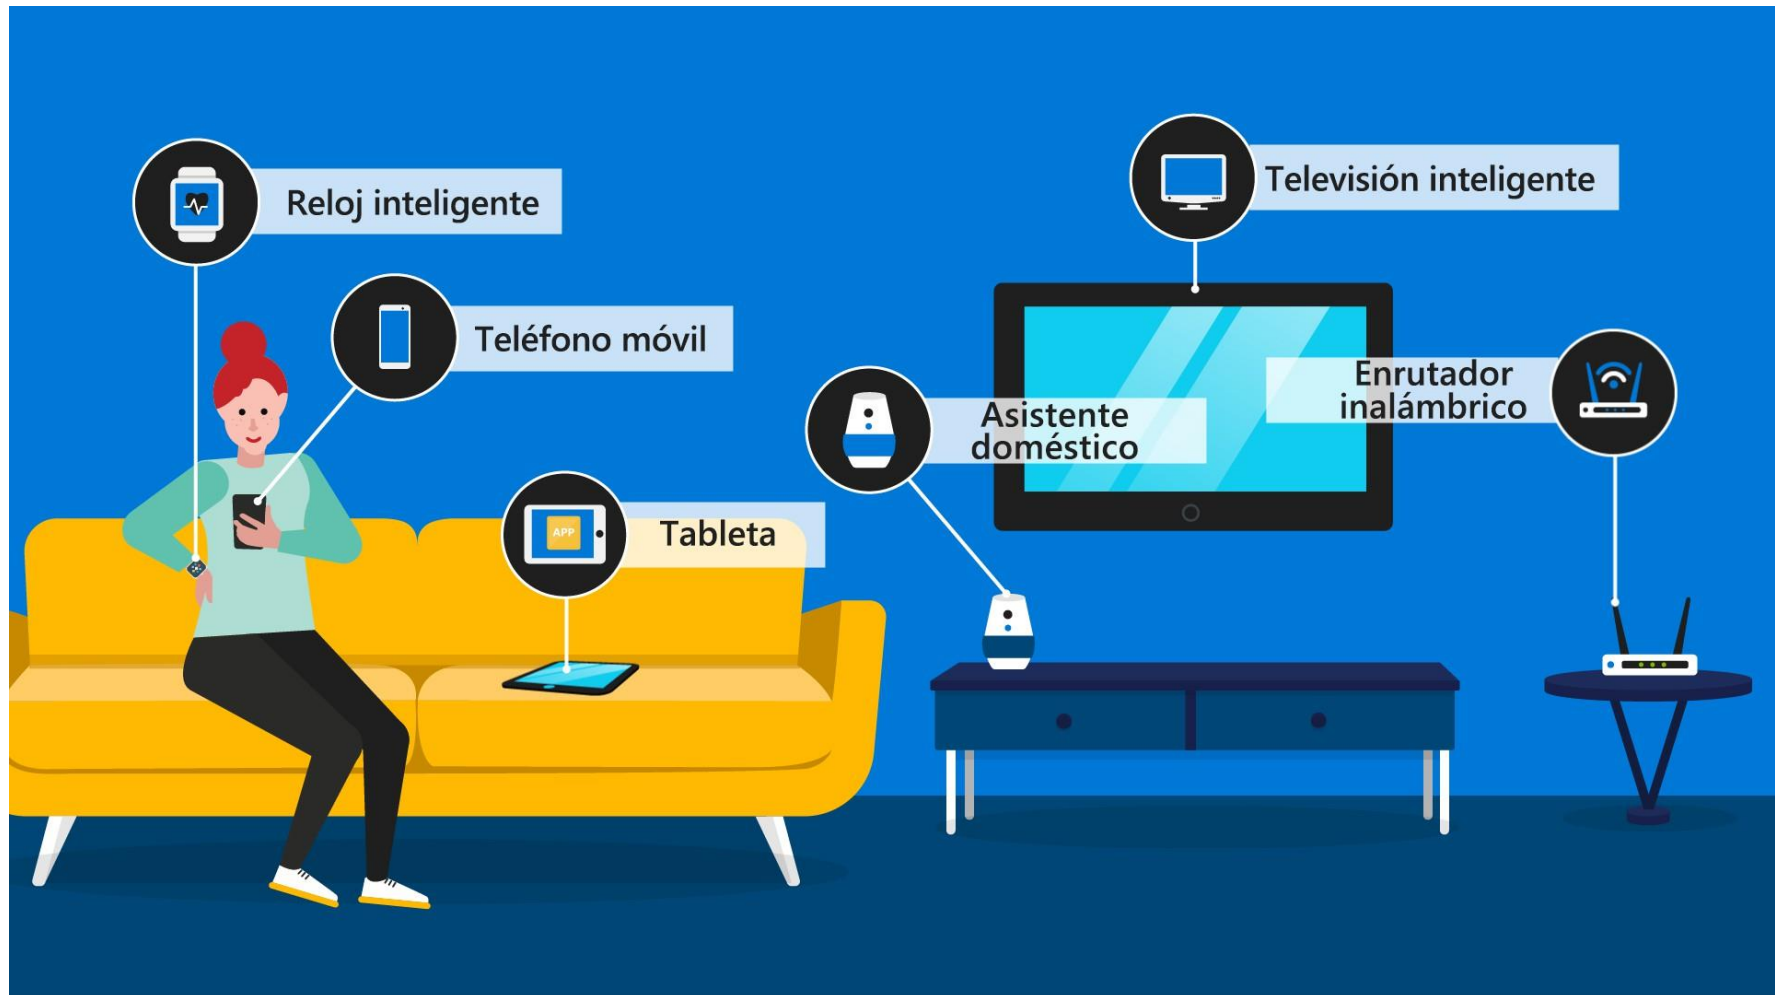 Reloj inteligente
Teléfono móvil
APP
Tableta
Televisión inteligente
Asistente
doméstico
Enrutador
inalámbrico